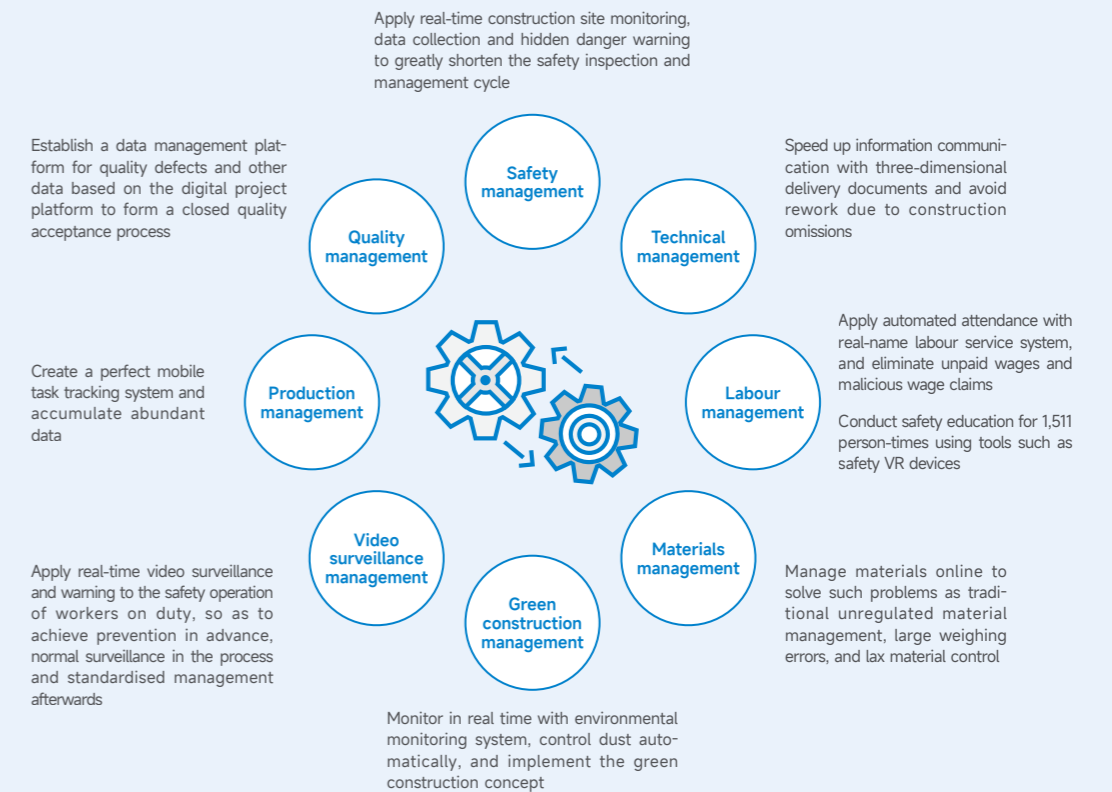 Apply real-time construction site monitoring,
data collection and hidden danger warning
to greatly shorten the safety inspection and
management cycle
Safety
management
Establish a data management plat-
form for quality defects and other
data based on the digital project
platform to form a closed quality
acceptance process
Quality
management
Technical
management
Speed up information communi-
cation with three-dimensional
delivery documents and avoid
rework due to construction
omissions
Create a perfect mobile
task tracking system and
accumulate abundant
data
Production
management
Labour
management
Apply automated attendance with
real-name labour service system,
and eliminate unpaid wages and
malicious wage claims
Conduct safety education for 1,511
person-times using tools such as
safety VR devices
Apply real-time video surveillance
and warning to the safety operation
of workers on duty, so as to
achieve prevention in advance,
normal surveillance in the process
and standardised management
afterwards
Video
surveillance
management
Green
construction
management
Materials
management
Manage materials online to
solve such problems as tradi-
tional unregulated material
management, large weighing
errors, and lax material control
Monitor in real time with environmental
monitoring system, control dust auto-
matically, and implement the green
construction concept